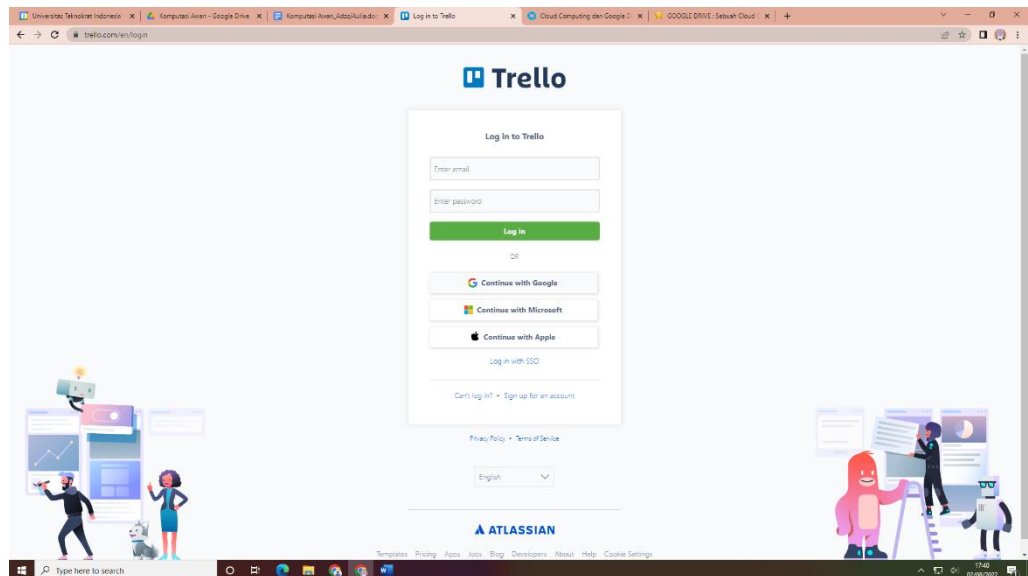 Universitas Teknokrat Indonesia
Komputasi Awan - Google Drive
Komputasi Awan_AdzqiAulia.doc
Log in to Trello
Cloud Computing dan Google D
GOOGLE DRIVE : Sebuah Cloud
trello.com/en/login
Trello
Log in to Trello
Enter email
Enter password
Log in
OR
Continue with Google
Continue with Microsoft
Continue with Apple
Log in with SSO
Can't log in? • Sign up for an account
Privacy Policy • Terms of Service
English
ATLASSIAN
Templates Pricing Apps Jobs Blog Developers About Help Cookie Settings
Type here to search
17:40
02/08/2022